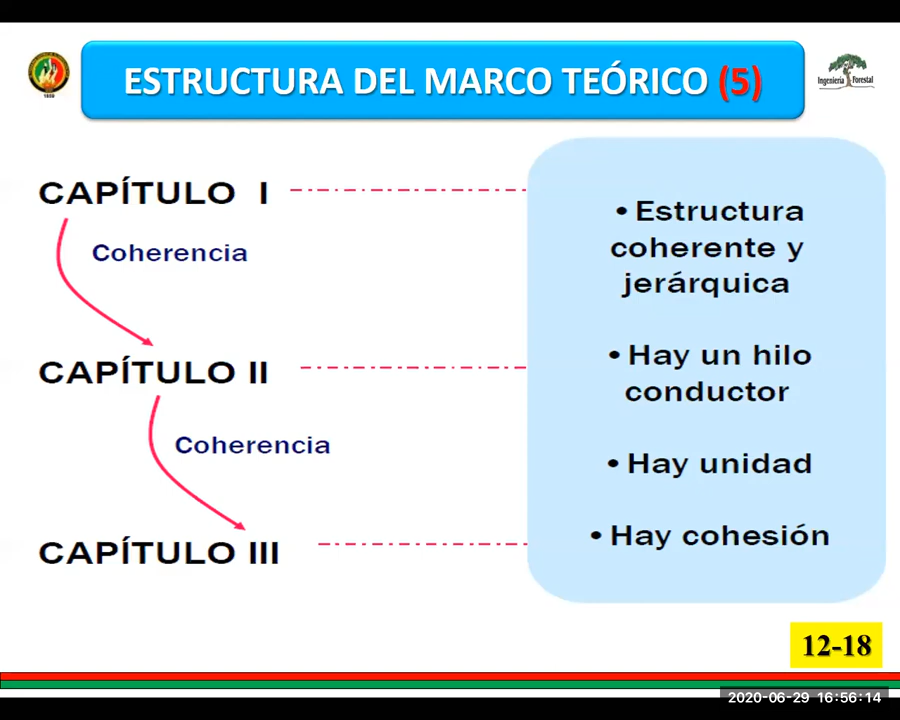 ESTRUCTURA DEL MARCO TEÓRICO (5)
1859
Ingeniería Forestal
CAPÍTULO I
Coherencia
CAPÍTULO II
Coherencia
CAPÍTULO III
• Estructura
coherente y
jerárquica
• Hay un hilo
conductor
• Hay unidad
• Hay cohesión
12-18
2020-06-29 16:56:14